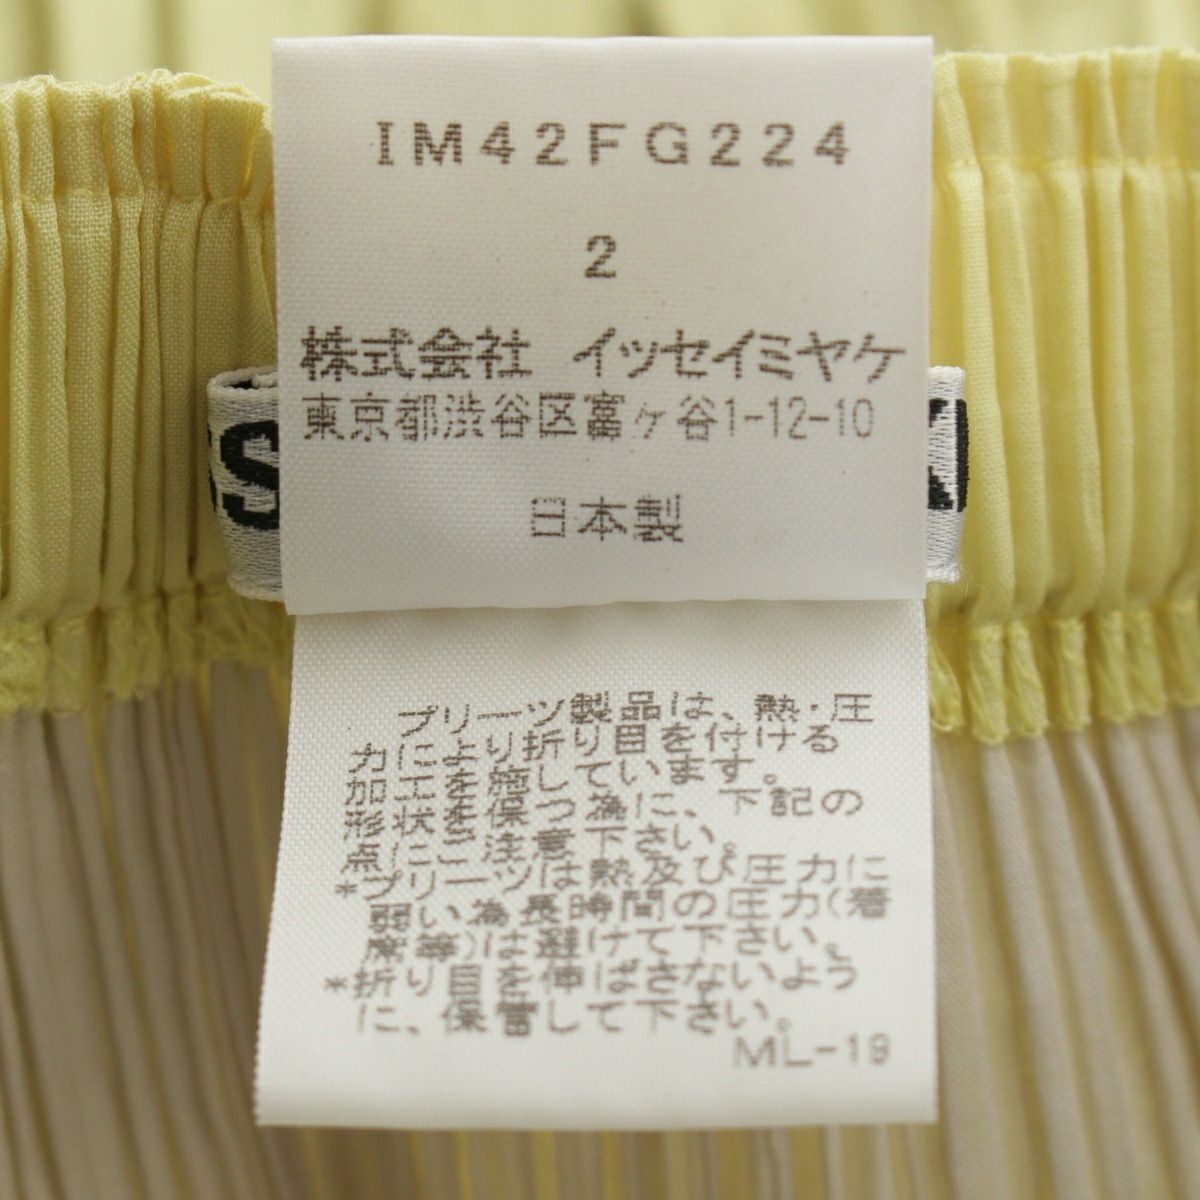 IM42FG224
2
株式会社 イッセイミヤケ
東京都渋谷区富ヶ谷1-12-10
日本製
プリーツ製品は、熱・圧
力により折り目を付ける
加工を施しています。
形状を保つ為に、下記の
点にご注意下さい。
*プリーツは熱及び圧力に
弱い為長時間の圧力(着
席等)は避けて下さい。
*折り目を伸ばさないよう
に、保管して下さい。
ML-19